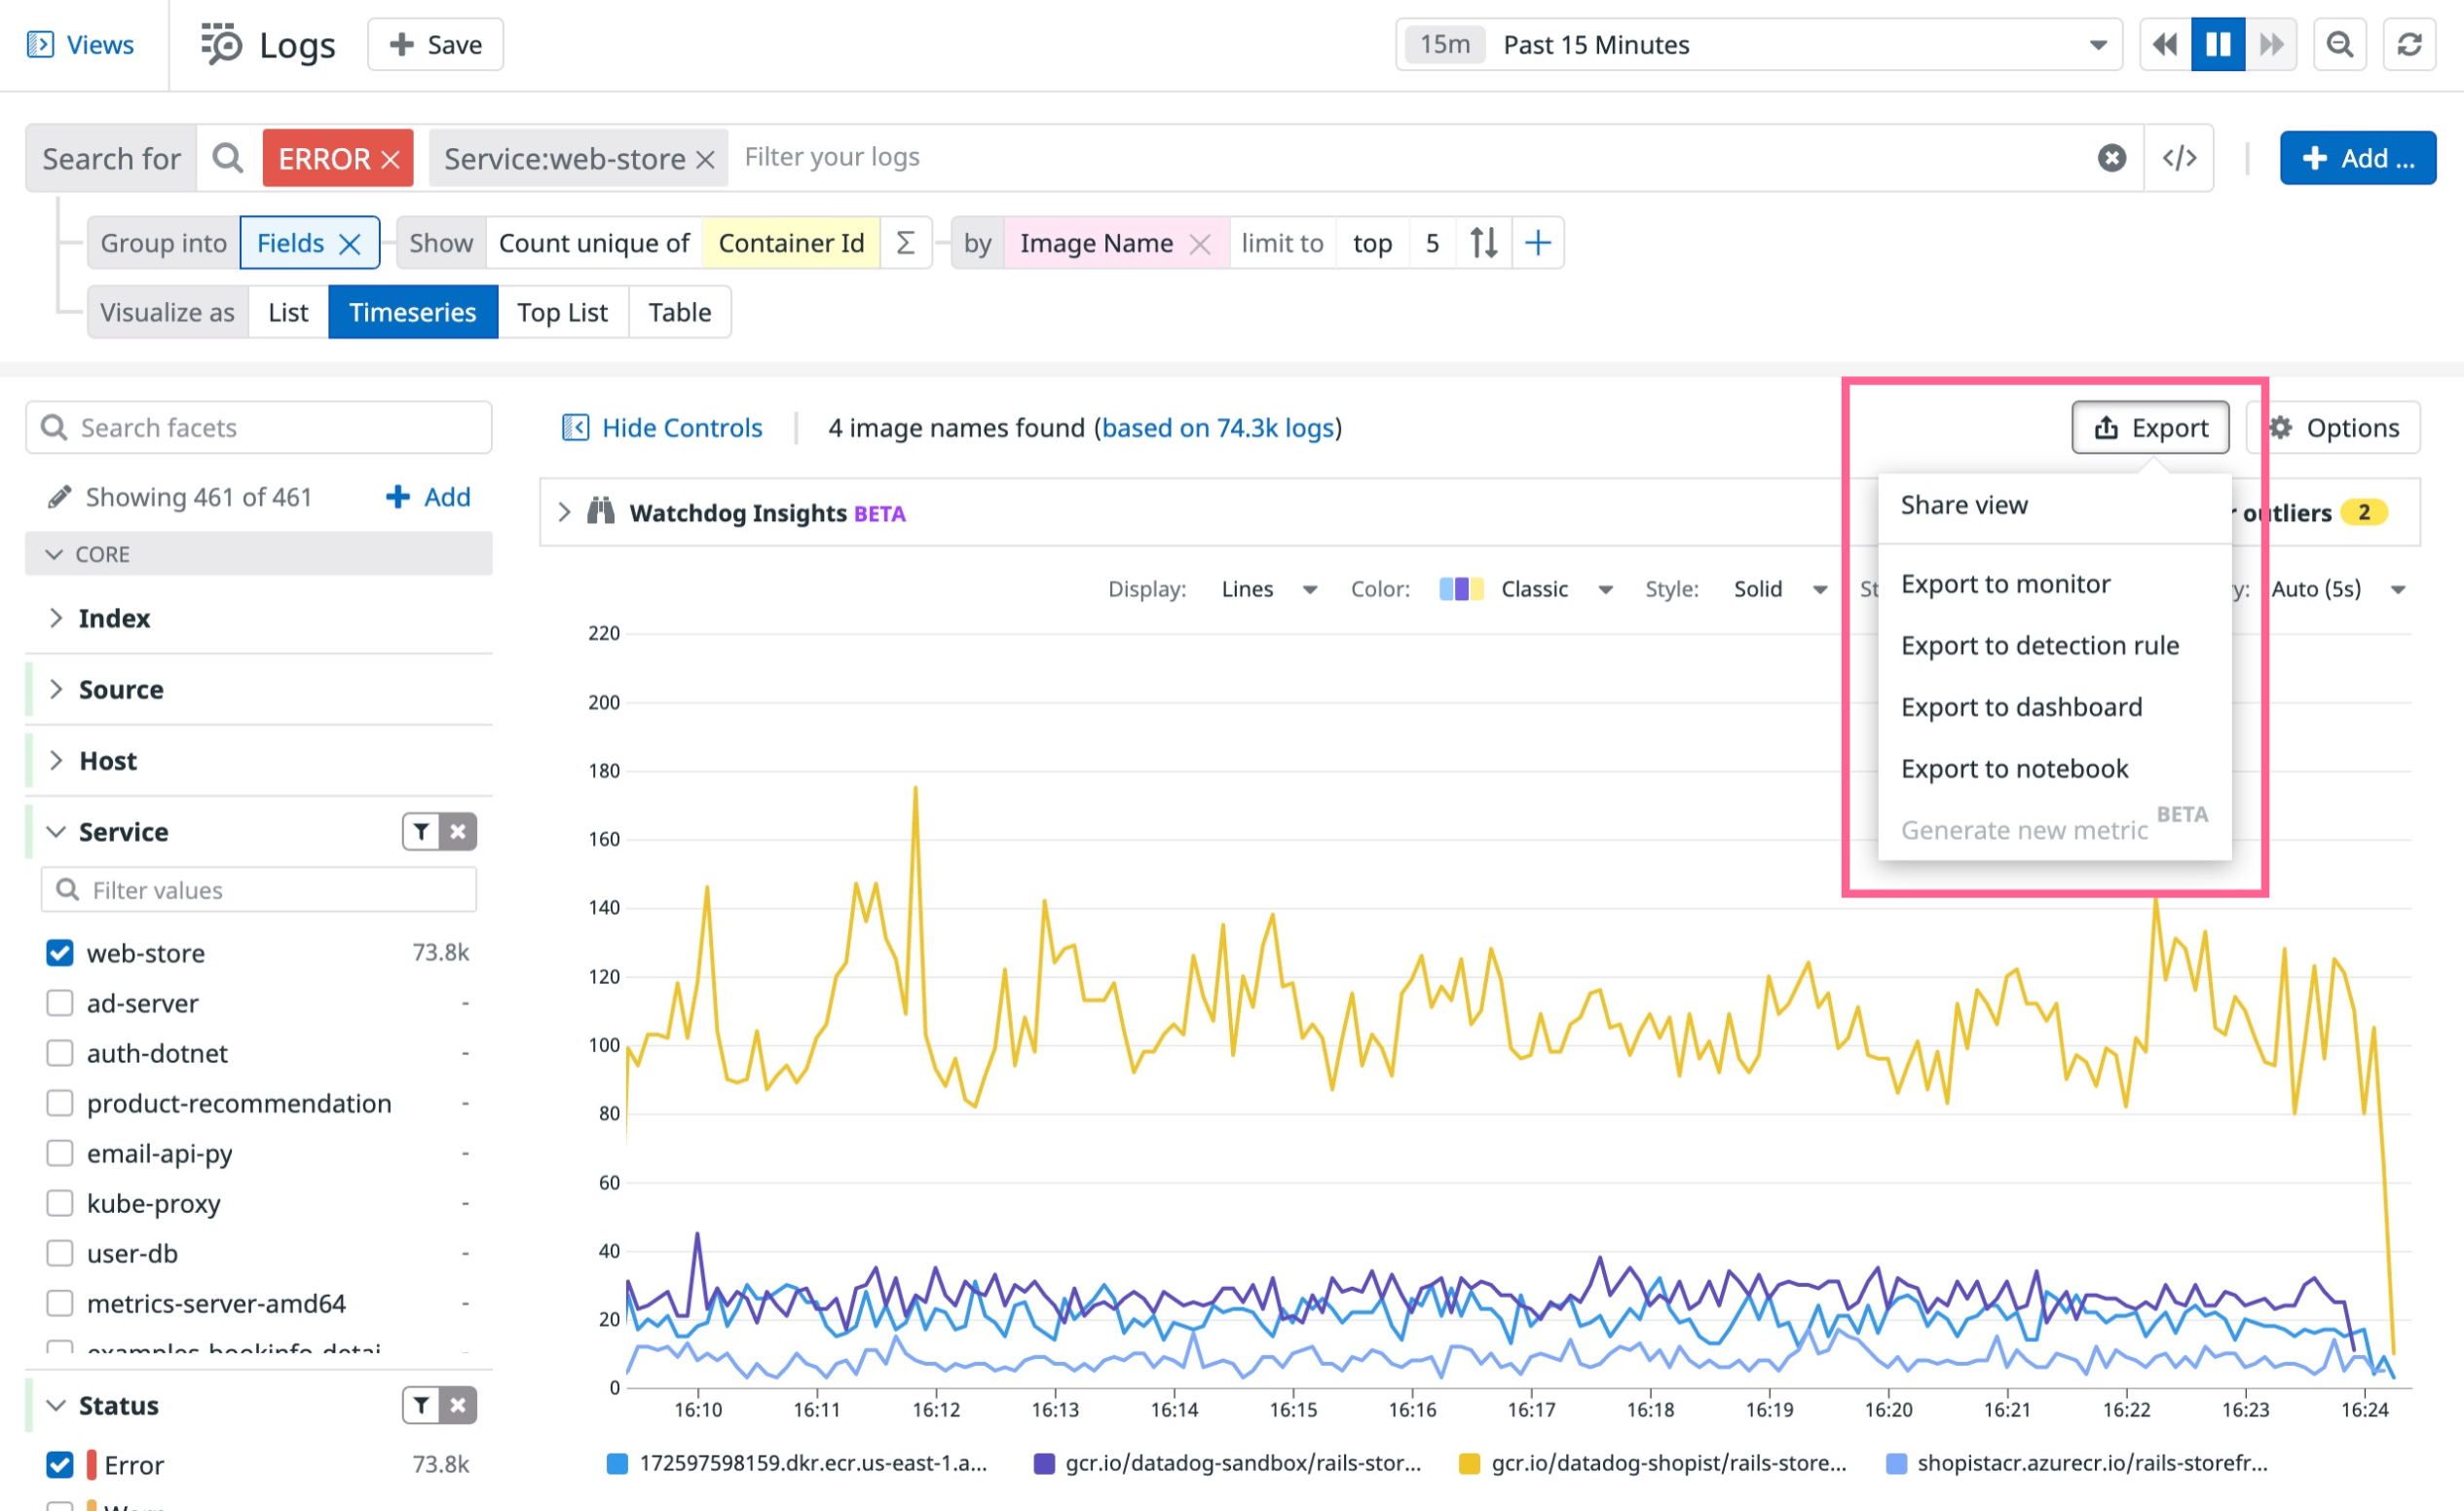 Views
Logs
Save
15m Past 15 Minutes
Search for ERROR Service:web-store Filter your logs </> Add ...
Group into Fields Show Count unique of Container Id Σ by Image Name limit to top 5
Visualize as List Timeseries Top List Table
Search facets
Showing 461 of 461 Add
CORE
Index
Source
Host
Service
Filter values
web-store 73.8k
ad-server -
auth-dotnet -
product-recommendation -
email-api-py -
kube-proxy -
user-db -
metrics-server-amd64 -
examples-bookinfo-detai -
Status
Error 73.8k
Hide Controls 4 image names found (based on 74.3k logs)
Export Options
Watchdog Insights BETA
outliers 2
Share view
Export to monitor
Export to detection rule
Export to dashboard
Export to notebook
Generate new metric BETA
Display: Lines Color: Classic Style: Solid St y: Auto (5s)
220
200
180
160
140
120
100
80
60
40
20
0
16:10 16:11 16:12 16:13 16:14 16:15 16:16 16:17 16:18 16:19 16:20 16:21 16:22 16:23 16:24
172597598159.dkr.ecr.us-east-1.a... gcr.io/datadog-sandbox/rails-stor... gcr.io/datadog-shopist/rails-store... shopistacr.azurecr.io/rails-storefr...